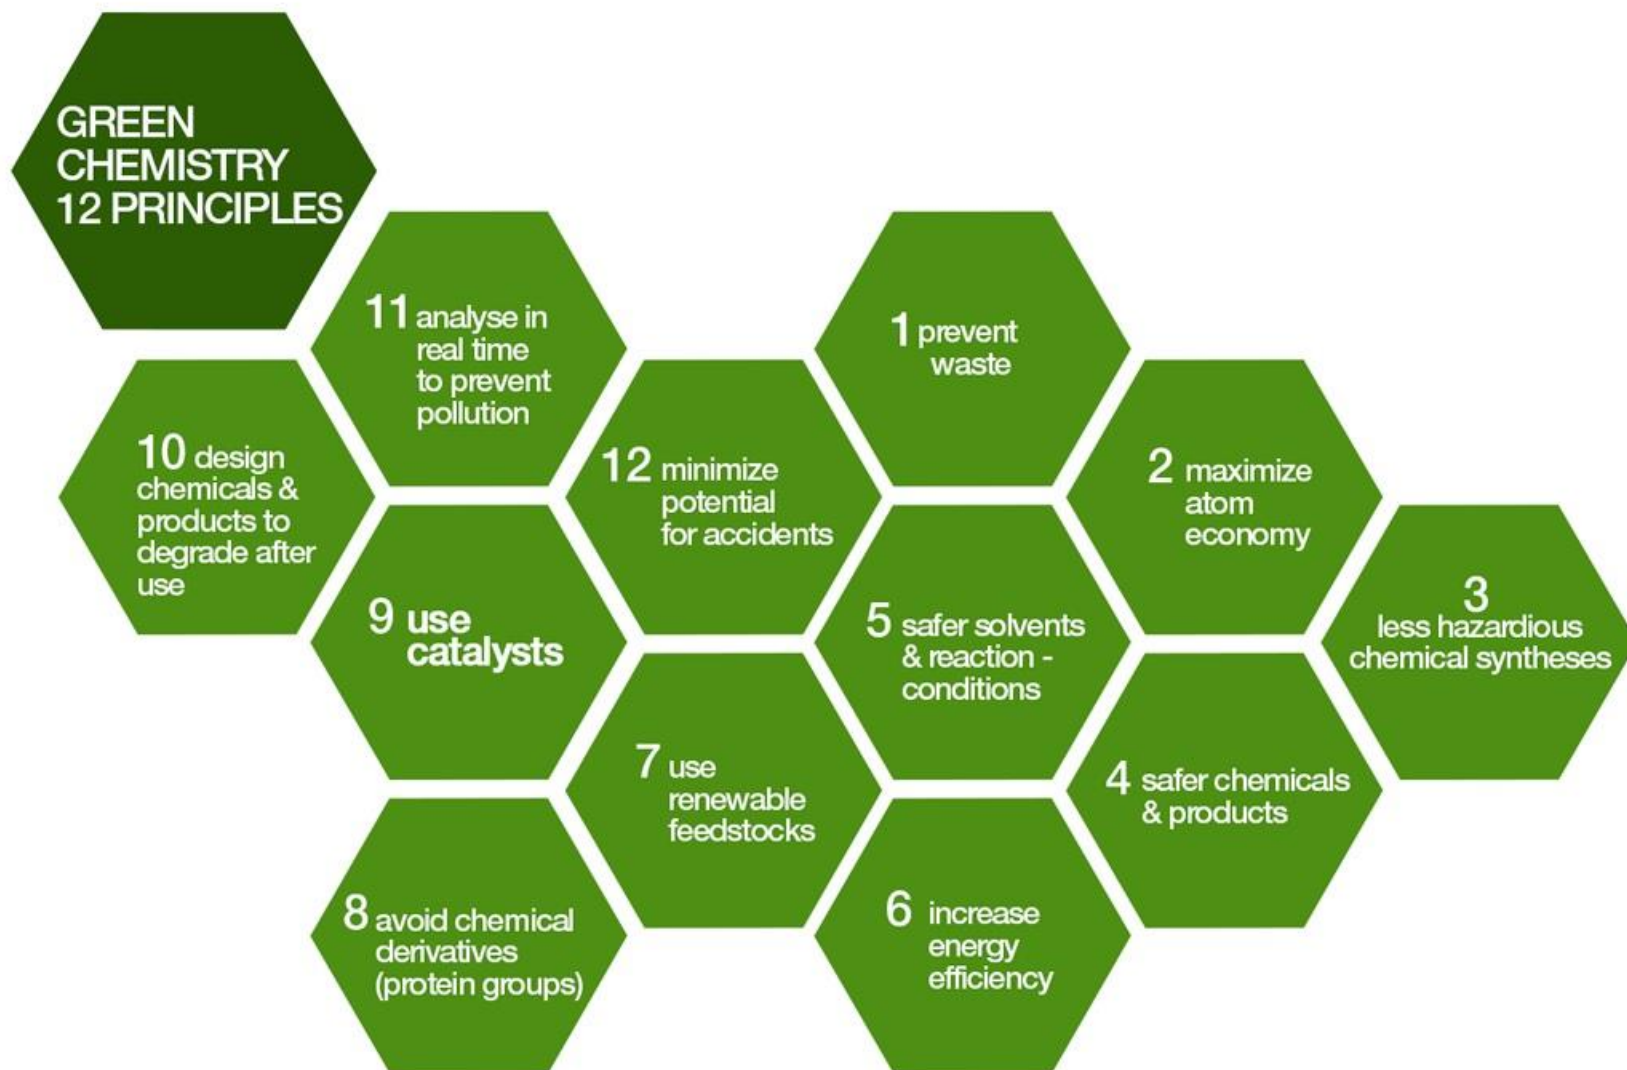 GREEN
CHEMISTRY
12 PRINCIPLES
11 analyse in
real time
to prevent
pollution
1 prevent
waste
10 design
chemicals &
products to
degrade after
use
12 minimize
potential
for accidents
2 maximize
atom
economy
9 use
catalysts
5 safer solvents
& reaction -
conditions
3
less hazardious
chemical syntheses
7 use
renewable
feedstocks
4 safer chemicals
& products
8 avoid chemical
derivatives
(protein groups)
6 increase
energy
efficiency